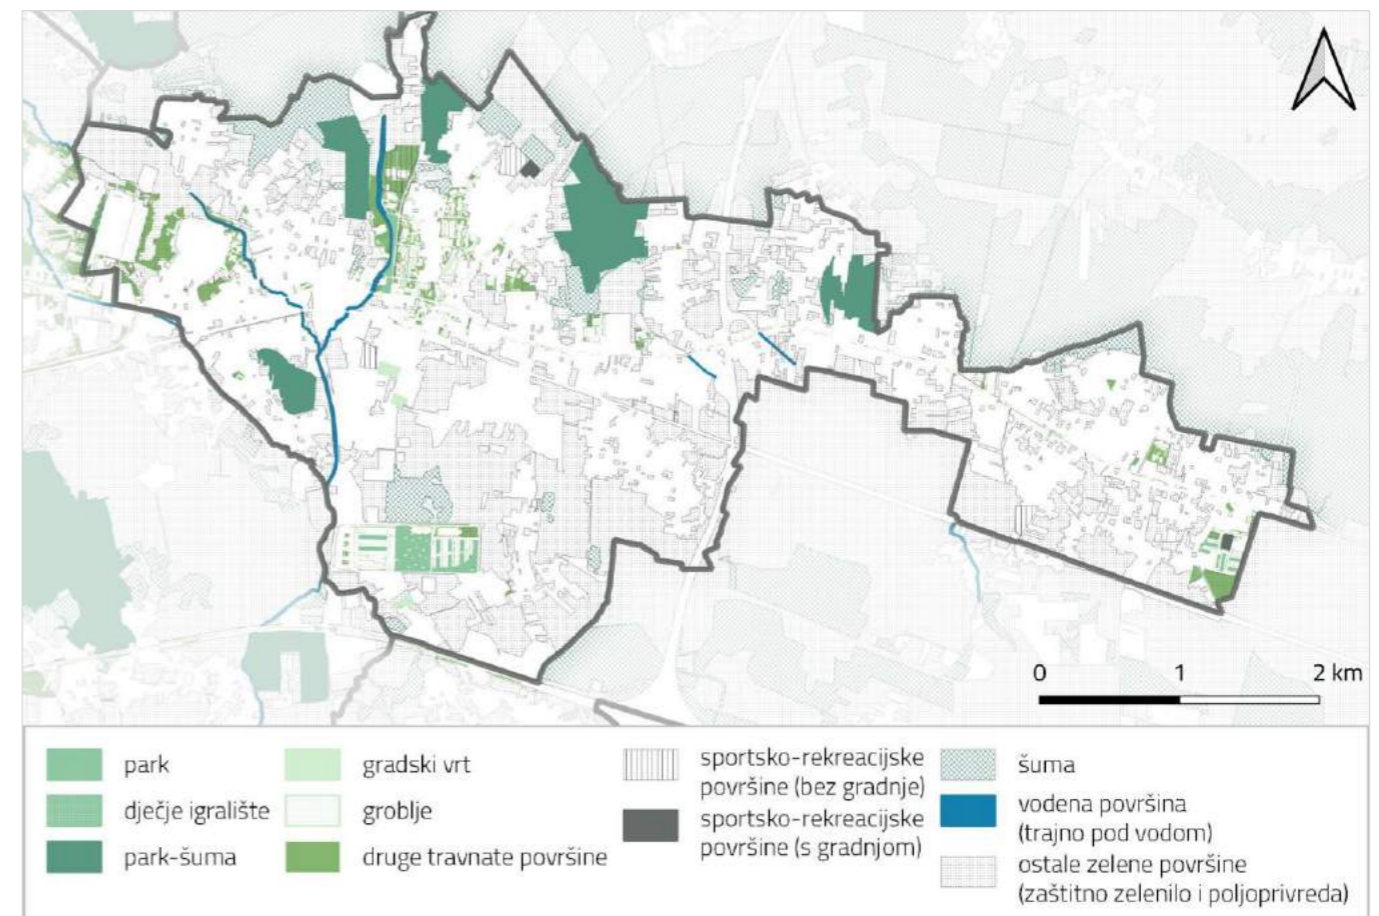 0 1 2 km
park
dječje igralište
park-šuma
gradski vrt
groblje
druge travnate površine
sportsko-rekreacijske
površine (bez gradnje)
sportsko-rekreacijske
površine (s gradnjom)
šuma
vodena površina
(trajno pod vodom)
ostale zelene površine
(zaštitno zelenilo i poljoprivreda)